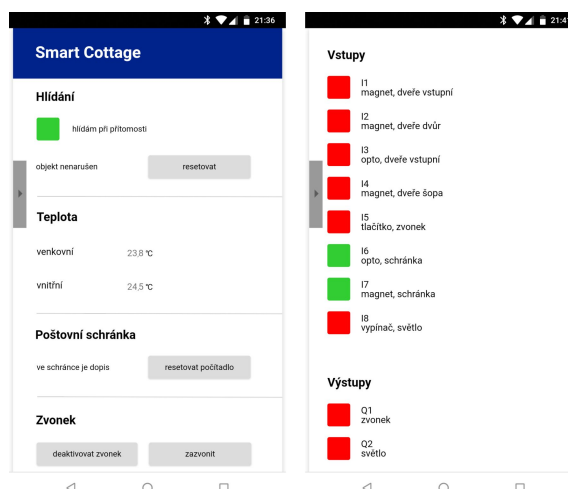 21:36
Smart Cottage
Hlídání
hlídám při přítomosti
objekt nenarušen resetovat
Teplota
venkovní 23,8 °C
vnitřní 24,5 °C
Poštovní schránka
ve schránce je dopis resetovat počítadlo
Zvonek
deaktivovat zvonek zazvonit
21:41
Vstupy
I1
magnet, dveře vstupní
I2
magnet, dveře dvůr
I3
opto, dveře vstupní
I4
magnet, dveře šopa
I5
tlačítko, zvonek
I6
opto, schránka
I7
magnet, schránka
I8
vypínač, světlo
Výstupy
Q1
zvonek
Q2
světlo